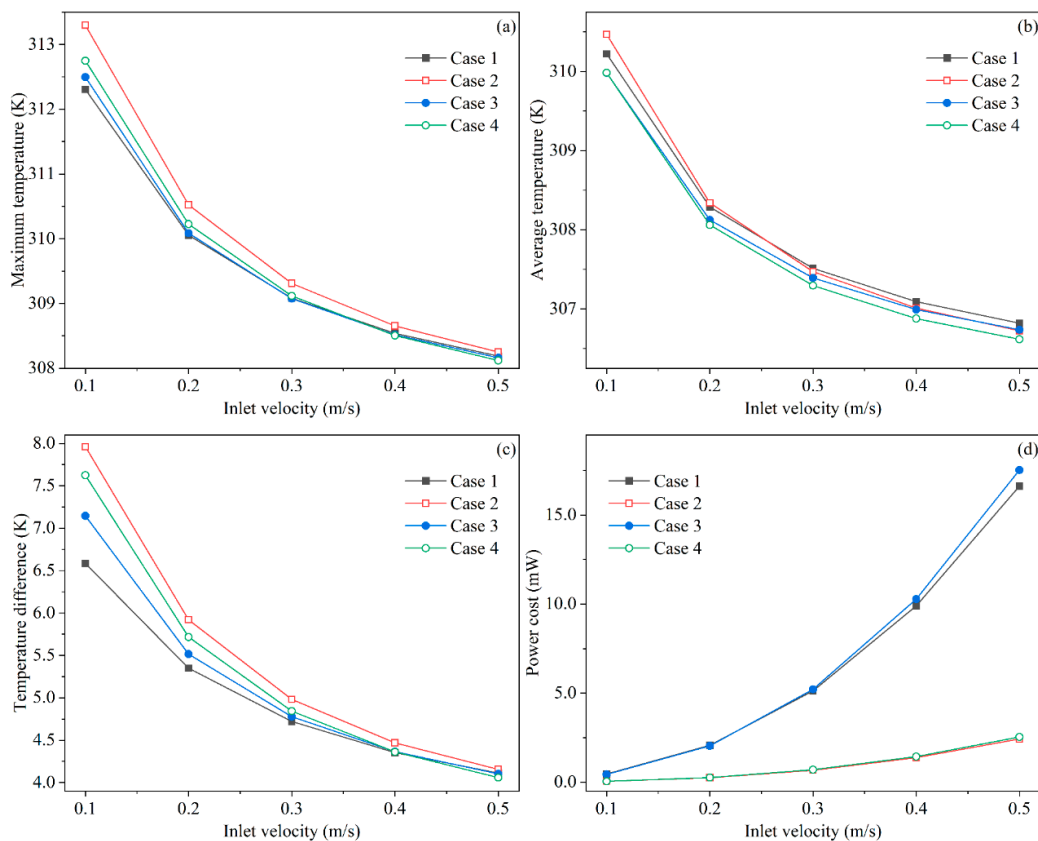 (a)
Maximum temperature (K)
313
312
311
310
309
308
Case 1
Case 2
Case 3
Case 4
0.1 0.2 0.3 0.4 0.5
Inlet velocity (m/s)
(b)
Average temperature (K)
310
309
308
307
Case 1
Case 2
Case 3
Case 4
0.1 0.2 0.3 0.4 0.5
Inlet velocity (m/s)
(c)
Temperature difference (K)
8.0
7.5
7.0
6.5
6.0
5.5
5.0
4.5
4.0
Case 1
Case 2
Case 3
Case 4
0.1 0.2 0.3 0.4 0.5
Inlet velocity (m/s)
(d)
Power cost (mW)
15.0
10.0
5.0
0.0
Case 1
Case 2
Case 3
Case 4
0.1 0.2 0.3 0.4 0.5
Inlet velocity (m/s)